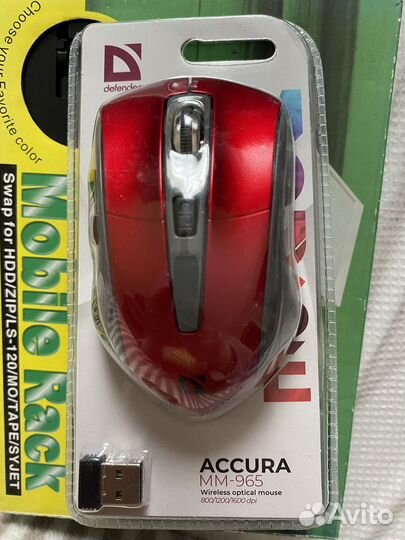 Choose your Favorite color
Mobile Rack
Swap for HDD/ZIP/LS-120/MO/TAPE/SYJET
defender
ACCURA
MM-965
Wireless optical mouse
800/1200/1600 dpi
Avito